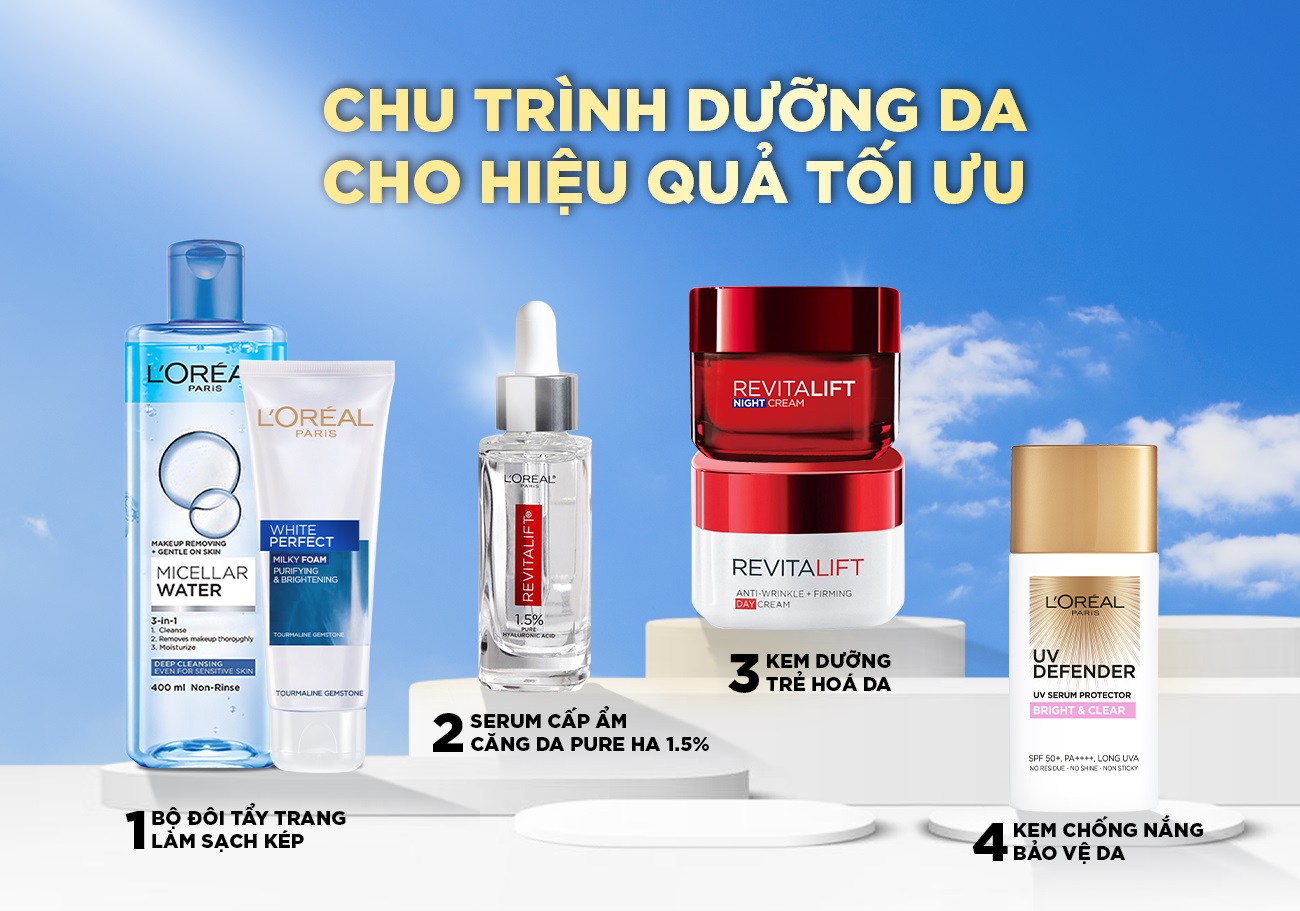 CHU TRÌNH DƯỠNG DA
CHO HIỆU QUẢ TỐI ƯU
L'ORÉA
PARIS
MAKEUP REMOVING
+ GENTLE ON SKIN
MICELLAR
WATER
3-in-1
1. Cleanse
2. Removes makeup thoroughly
3. Moisturize
DEEP CLEANSING
EVEN FOR SENSITIVE SKIN
400 ml Non-Rinse
L'ORÉAL
PARIS
WHITE
PERFECT
MILKY FOAM
PURIFYING
& BRIGHTENING
TOURMALINE GEMSTONE
TOURMALINE GEMSTONE
1 BỘ ĐÔI TẨY TRANG
LÀM SẠCH KÉP
L'ORÉAL
PARIS
REVITALIFT®
1.5%
PURE
HYALURONIC ACID
2 SERUM CẤP ẨM
CĂNG DA PURE HA 1.5%
REVITALIFT
NIGHT CREAM
REVITALIFT
ANTI-WRINKLE + FIRMING
DAY CREAM
3 KEM DƯỠNG
TRẺ HOÁ DA
L'ORÉAL
PARIS
UV
DEFENDER
UV SERUM PROTECTOR
BRIGHT & CLEAR
SPF 50+, PA++++, LONG UVA
NO RESIDUE - NO SHINE - NON STICKY
4 KEM CHỐNG NẮNG
BẢO VỆ DA